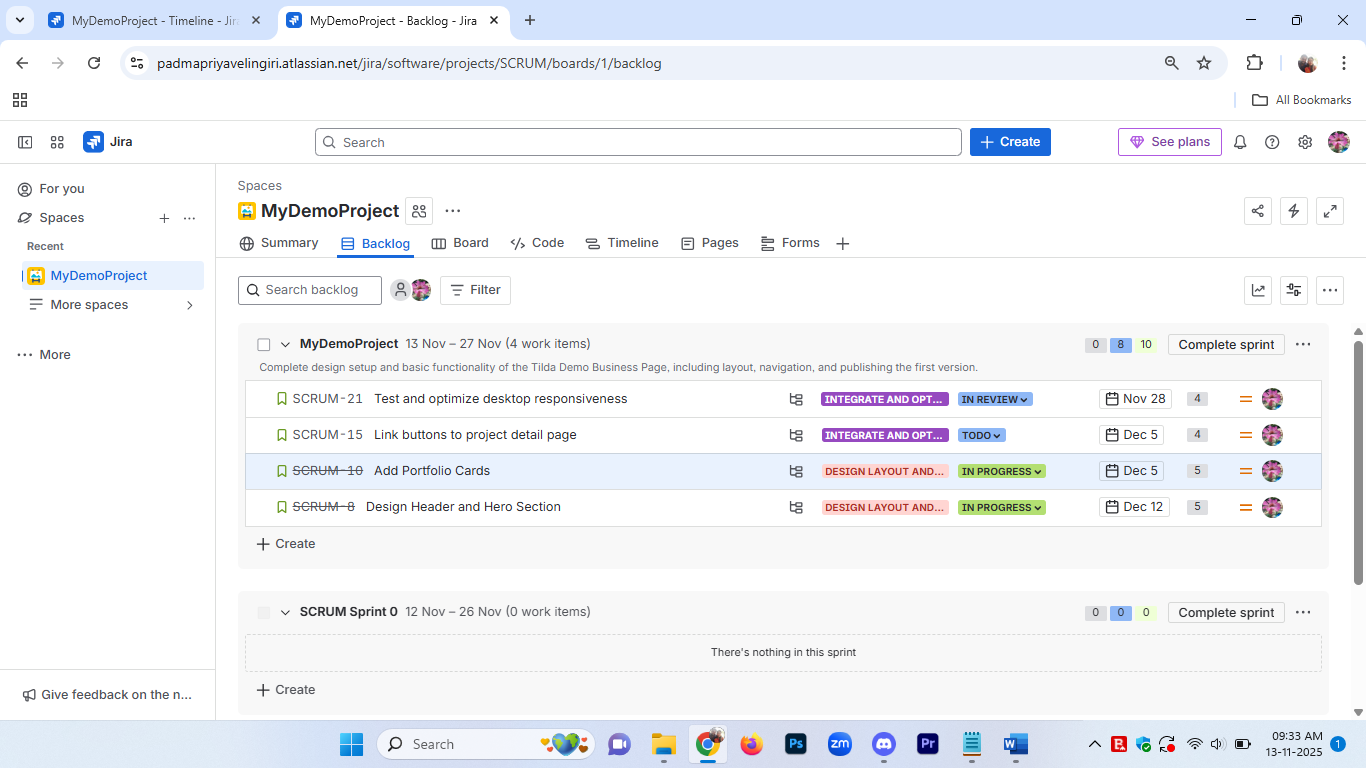 MyDemoProject - Timeline - Jira
MyDemoProject - Backlog - Jira
padmapriyavelingiri.atlassian.net/jira/software/projects/SCRUM/boards/1/backlog
All Bookmarks
Jira
Search
Create
See plans
For you
Spaces
Recent
MyDemoProject
More spaces
More
Give feedback on the n...
Spaces
MyDemoProject
Summary Backlog Board Code Timeline Pages Forms
Search backlog
Filter
MyDemoProject 13 Nov – 27 Nov (4 work items) 0 8 10 Complete sprint
Complete design setup and basic functionality of the Tilda Demo Business Page, including layout, navigation, and publishing the first version.
SCRUM-21 Test and optimize desktop responsiveness INTEGRATE AND OPT... IN REVIEW Nov 28 4
SCRUM-15 Link buttons to project detail page INTEGRATE AND OPT... TODO Dec 5 4
SCRUM-10 Add Portfolio Cards DESIGN LAYOUT AND... IN PROGRESS Dec 5 5
SCRUM-8 Design Header and Hero Section DESIGN LAYOUT AND... IN PROGRESS Dec 12 5
Create
SCRUM Sprint 0 12 Nov – 26 Nov (0 work items) 0 0 0 Complete sprint
There's nothing in this sprint
Create
Search
Ps
zm
Pr
W
09:33 AM
13-11-2025
1